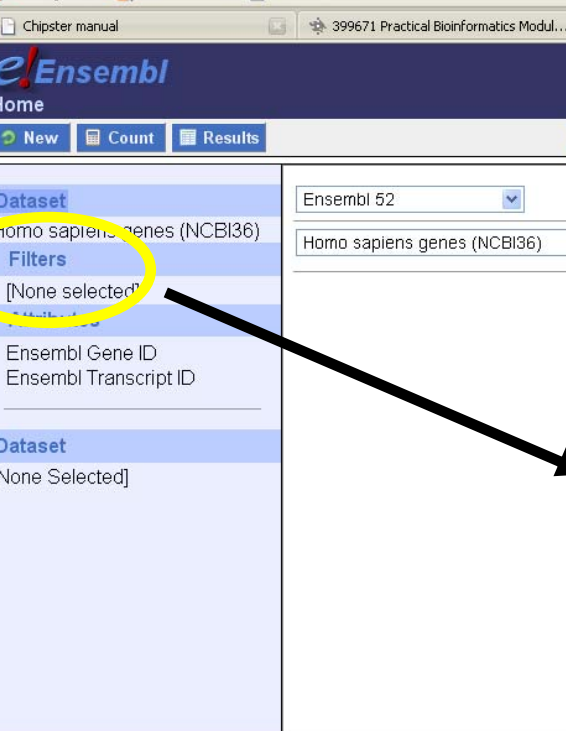 Chipster manual
399671 Practical Bioinformatics Modul...
e!Ensembl
Home
New Count Results
Dataset
Homo sapiens genes (NCBI36)
Filters
[None selected]
Attributes
Ensembl Gene ID
Ensembl Transcript ID
Dataset
[None Selected]
Ensembl 52
Homo sapiens genes (NCBI36)